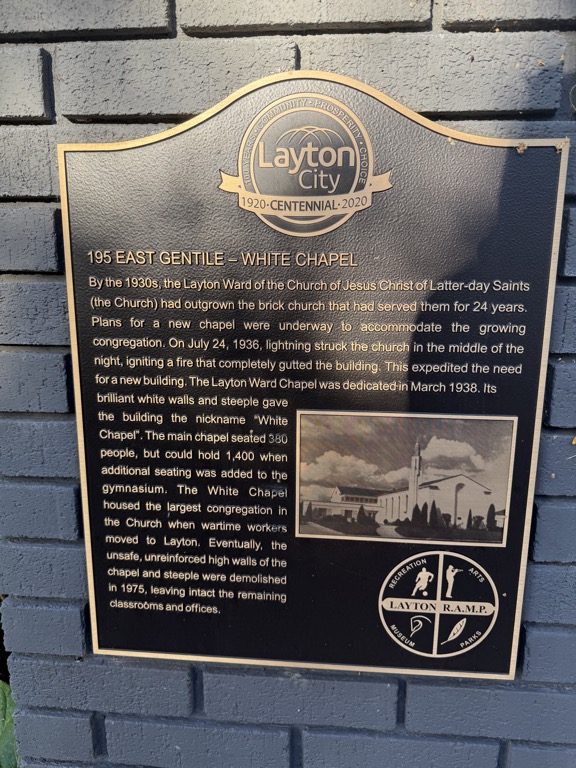 COMMUNITY • PROSPERITY • CHOICE
Layton
City
1920 • CENTENNIAL • 2020
195 EAST GENTILE – WHITE CHAPEL
By the 1930s, the Layton Ward of the Church of Jesus Christ of Latter-day Saints
(the Church) had outgrown the brick church that had served them for 24 years.
Plans for a new chapel were underway to accommodate the growing
congregation. On July 24, 1936, lightning struck the church in the middle of the
night, igniting a fire that completely gutted the building. This expedited the need
for a new building. The Layton Ward Chapel was dedicated in March 1938. Its
brilliant white walls and steeple gave
the building the nickname "White
Chapel". The main chapel seated 380
people, but could hold 1,400 when
additional seating was added to the
gymnasium. The White Chapel
housed the largest congregation in
the Church when wartime workers
moved to Layton. Eventually, the
unsafe, unreinforced high walls of the
chapel and steeple were demolished
in 1975, leaving intact the remaining
classrooms and offices.
RECREATION ARTS
LAYTON R.A.M.P.
MUSEUM PARKS